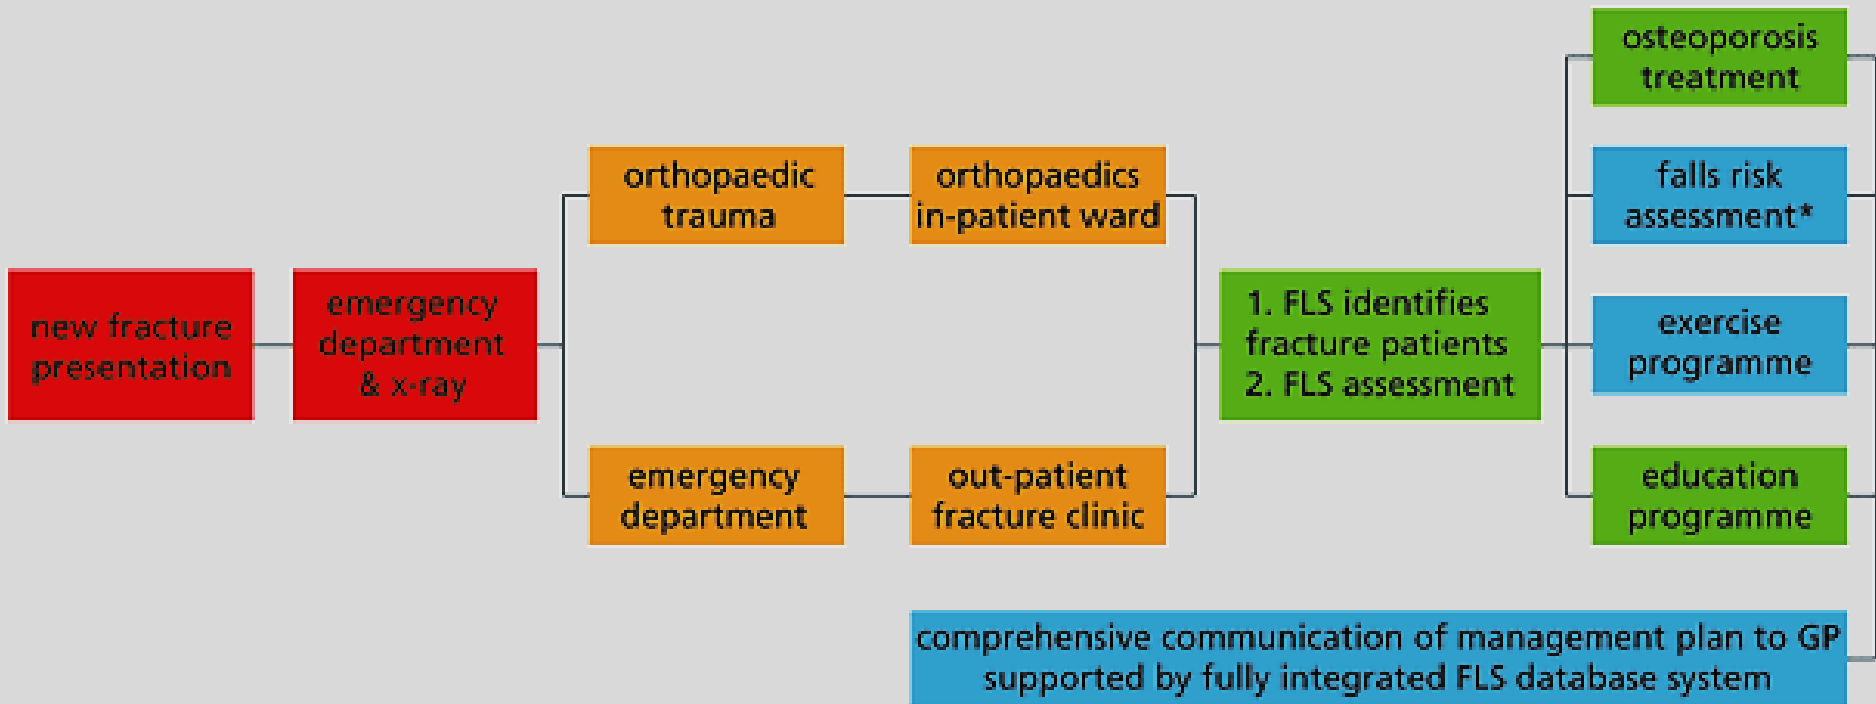 new fracture
presentation
emergency
department
& x-ray
orthopaedic
trauma
orthopaedics
in-patient ward
emergency
department
out-patient
fracture clinic
1. FLS identifies
fracture patients
2. FLS assessment
osteoporosis
treatment
falls risk
assessment*
exercise
programme
education
programme
comprehensive communication of management plan to GP
supported by fully integrated FLS database system